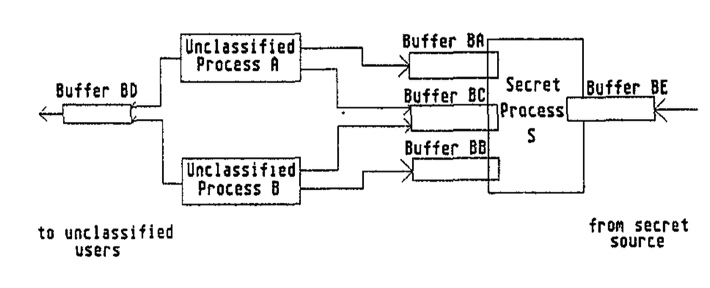 Buffer BA
Unclassified
Process A
Buffer BD
Buffer BC
Secret
Process
S
Buffer BE
Buffer BB
Unclassified
Process B
to unclassified
users
from secret
source